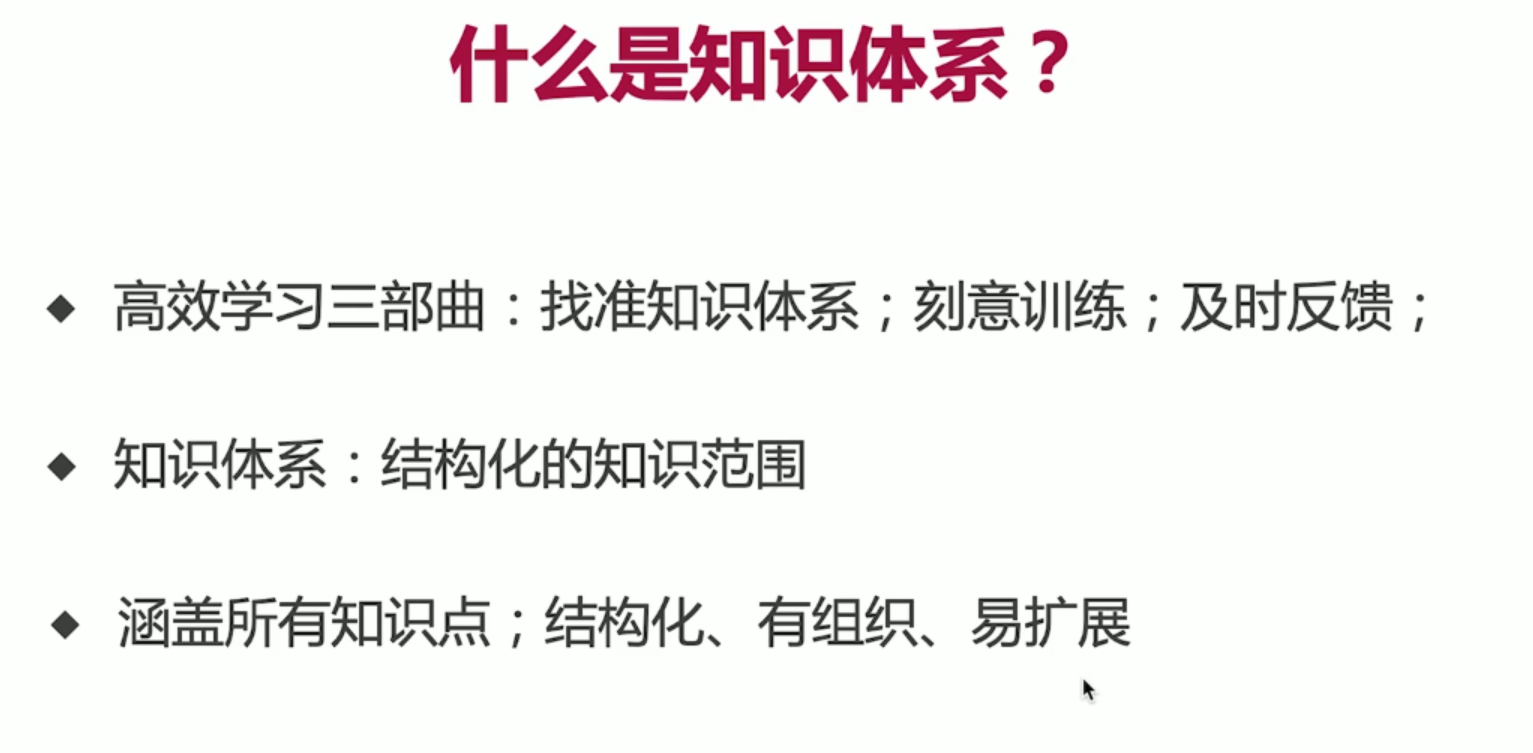 什么是知识体系？
◆ 高效学习三部曲：找准知识体系；刻意训练；及时反馈；
◆ 知识体系：结构化的知识范围
◆ 涵盖所有知识点；结构化、有组织、易扩展